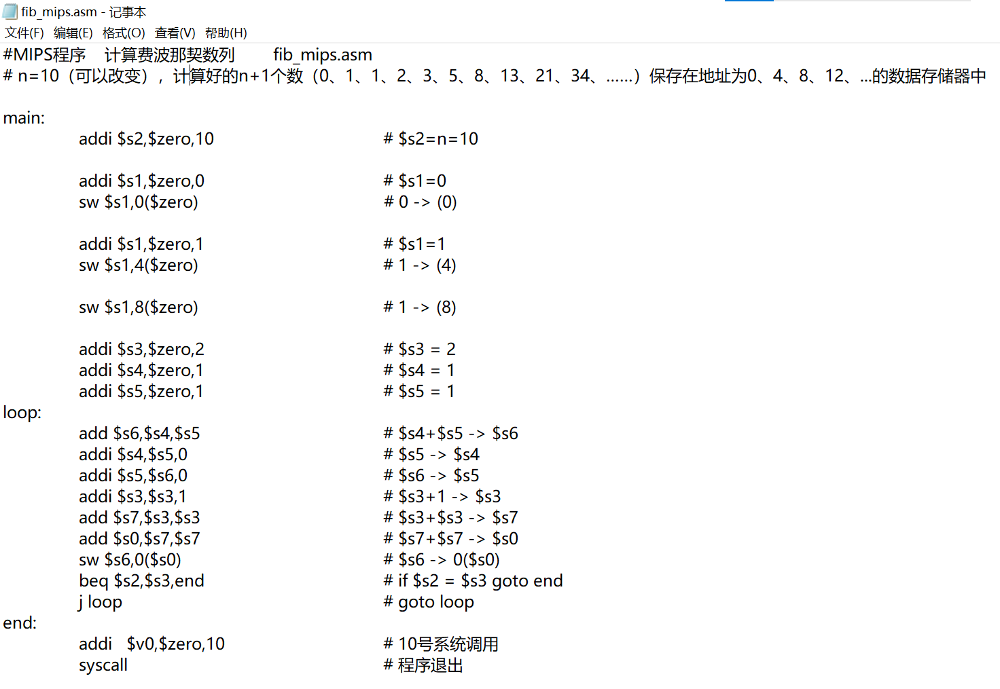 fib_mips.asm - 记事本
文件(F) 编辑(E) 格式(O) 查看(V) 帮助(H)
#MIPS程序 计算费波那契数列 fib_mips.asm
# n=10（可以改变），计算好的n+1个数（0、1、1、2、3、5、8、13、21、34、……）保存在地址为0、4、8、12、...的数据存储器中
main:
addi $s2,$zero,10 # $s2=n=10
addi $s1,$zero,0 # $s1=0
sw $s1,0($zero) # 0 -> (0)
addi $s1,$zero,1 # $s1=1
sw $s1,4($zero) # 1 -> (4)
sw $s1,8($zero) # 1 -> (8)
addi $s3,$zero,2 # $s3 = 2
addi $s4,$zero,1 # $s4 = 1
addi $s5,$zero,1 # $s5 = 1
loop:
add $s6,$s4,$s5 # $s4+$s5 -> $s6
addi $s4,$s5,0 # $s5 -> $s4
addi $s5,$s6,0 # $s6 -> $s5
addi $s3,$s3,1 # $s3+1 -> $s3
add $s7,$s3,$s3 # $s3+$s3 -> $s7
add $s0,$s7,$s7 # $s7+$s7 -> $s0
sw $s6,0($s0) # $s6 -> 0($s0)
beq $s2,$s3,end # if $s2 = $s3 goto end
j loop # goto loop
end:
addi $v0,$zero,10 # 10号系统调用
syscall # 程序退出